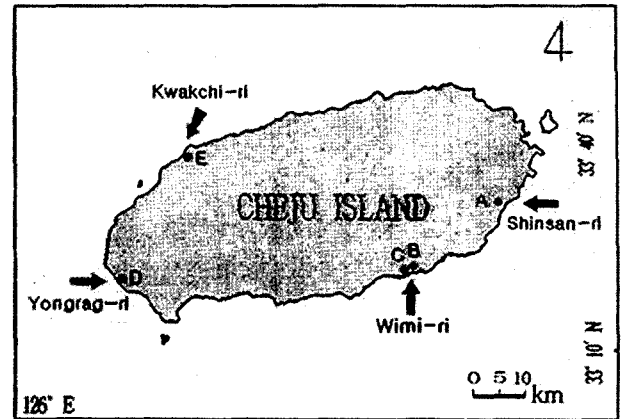 4
Kwakchi-ri
E
33° 40' N
CHEJU ISLAND
A
Shinsan-ri
C B
D
Yongrag-ri
Wimi-ri
33° 10' N
0 5 10
km
126° E